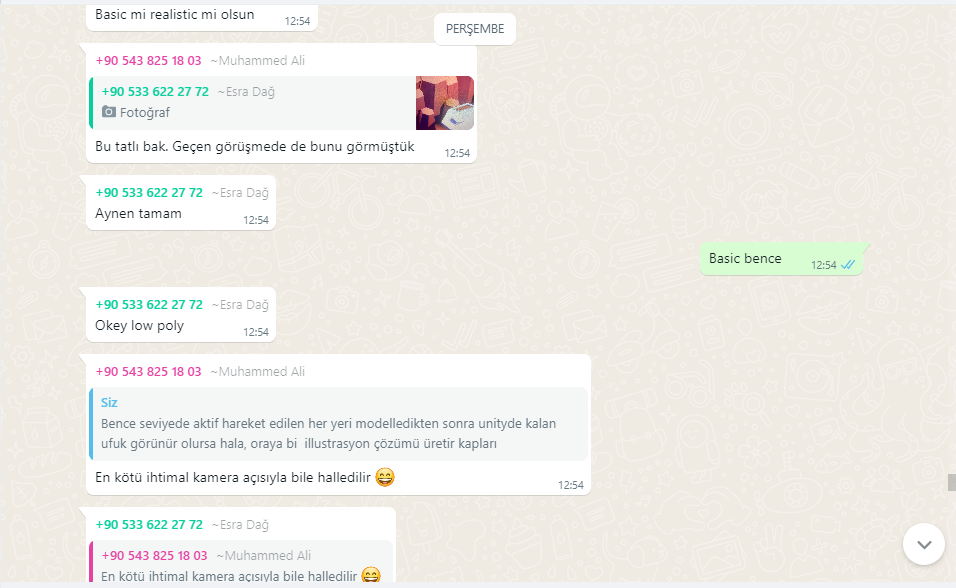 Basic mi realistic mi olsun
12:54
PERŞEMBE
+90 543 825 18 03 ~Muhammed Ali
+90 533 622 27 72 ~Esra Dağ
Fotoğraf
Bu tatlı bak. Geçen görüşmede de bunu görmüştük
12:54
+90 533 622 27 72 ~Esra Dağ
Aynen tamam
12:54
Basic bence
12:54
+90 533 622 27 72 ~Esra Dağ
Okey low poly
12:54
+90 543 825 18 03 ~Muhammed Ali
Siz
Bence seviyede aktif hareket edilen her yeri modelledikten sonra unityde kalan
ufuk görünür olursa hala, oraya bi illustrasyon çözümü üretir kapları
En kötü ihtimal kamera açısıyla bile halledilir 😄
12:54
+90 533 622 27 72 ~Esra Dağ
+90 543 825 18 03 ~Muhammed Ali
En kötü ihtimal kamera açısıyla bile halledilir 😄